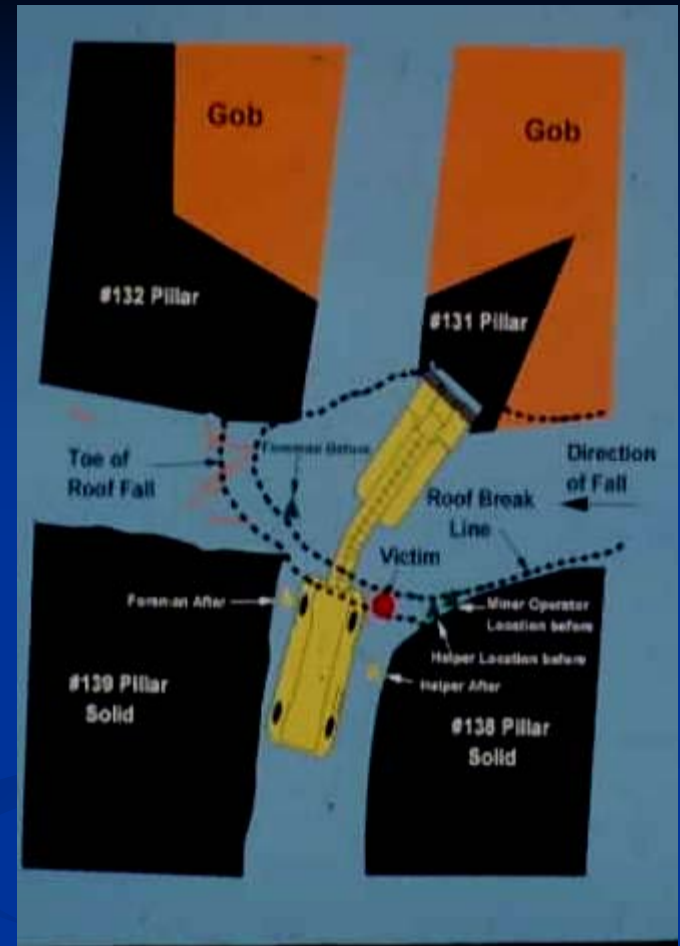 Gob
Gob
#132 Pillar
#131 Pillar
Toe of
Roof Fall
Foreman Before
Direction
of Fall
Roof Break
Line
Victim
Foreman After
Miner Operator
Location before
Helper Location before
Helper After
#139 Pillar
Solid
#138 Pillar
Solid